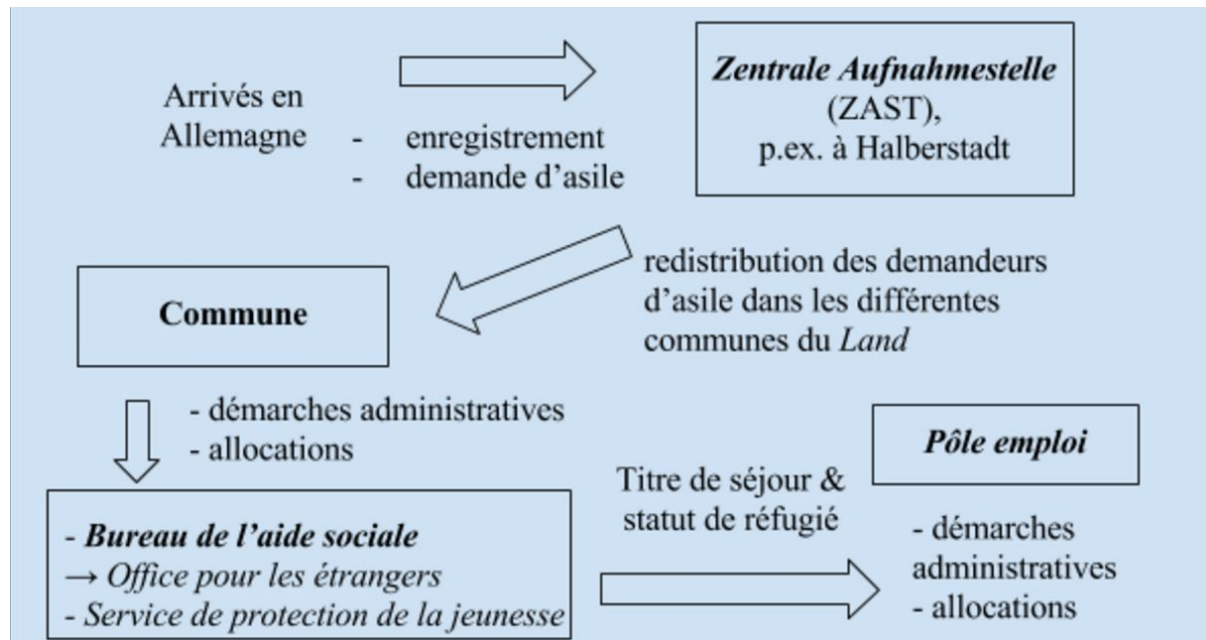 Arrivés en
Allemagne
- enregistrement
- demande d'asile
Zentrale Aufnahmestelle
(ZAST),
p.ex. à Halberstadt
redistribution des demandeurs
d'asile dans les différentes
communes du Land
Commune
- démarches administratives
- allocations
- Bureau de l'aide sociale
→ Office pour les étrangers
- Service de protection de la jeunesse
Titre de séjour &
statut de réfugié
Pôle emploi
- démarches
administratives
- allocations